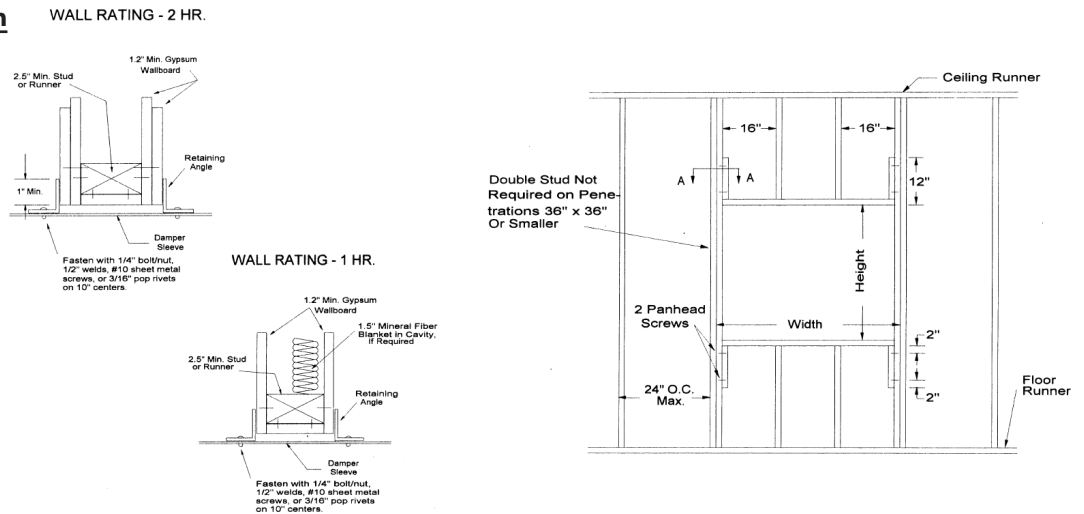 n
WALL RATING - 2 HR.
1.2" Min. Gypsum
Wallboard
2.5" Min. Stud
or Runner
Retaining
Angle
1" Min.
Damper
Sleeve
Fasten with 1/4" bolt/nut,
1/2" welds, #10 sheet metal
screws, or 3/16" pop rivets
on 10" centers.
WALL RATING - 1 HR.
1.2" Min. Gypsum
Wallboard
1.5" Mineral Fiber
Blanket in Cavity,
If Required
2.5" Min. Stud
or Runner
Retaining
Angle
Damper
Sleeve
Fasten with 1/4" bolt/nut,
1/2" welds, #10 sheet metal
screws, or 3/16" pop rivets
on 10" centers.
Ceiling Runner
16"
16"
A
A
12"
Double Stud Not
Required on Pene-
trations 36" x 36"
Or Smaller
Height
2 Panhead
Screws
Width
2"
24" O.C.
Max.
2"
Floor
Runner